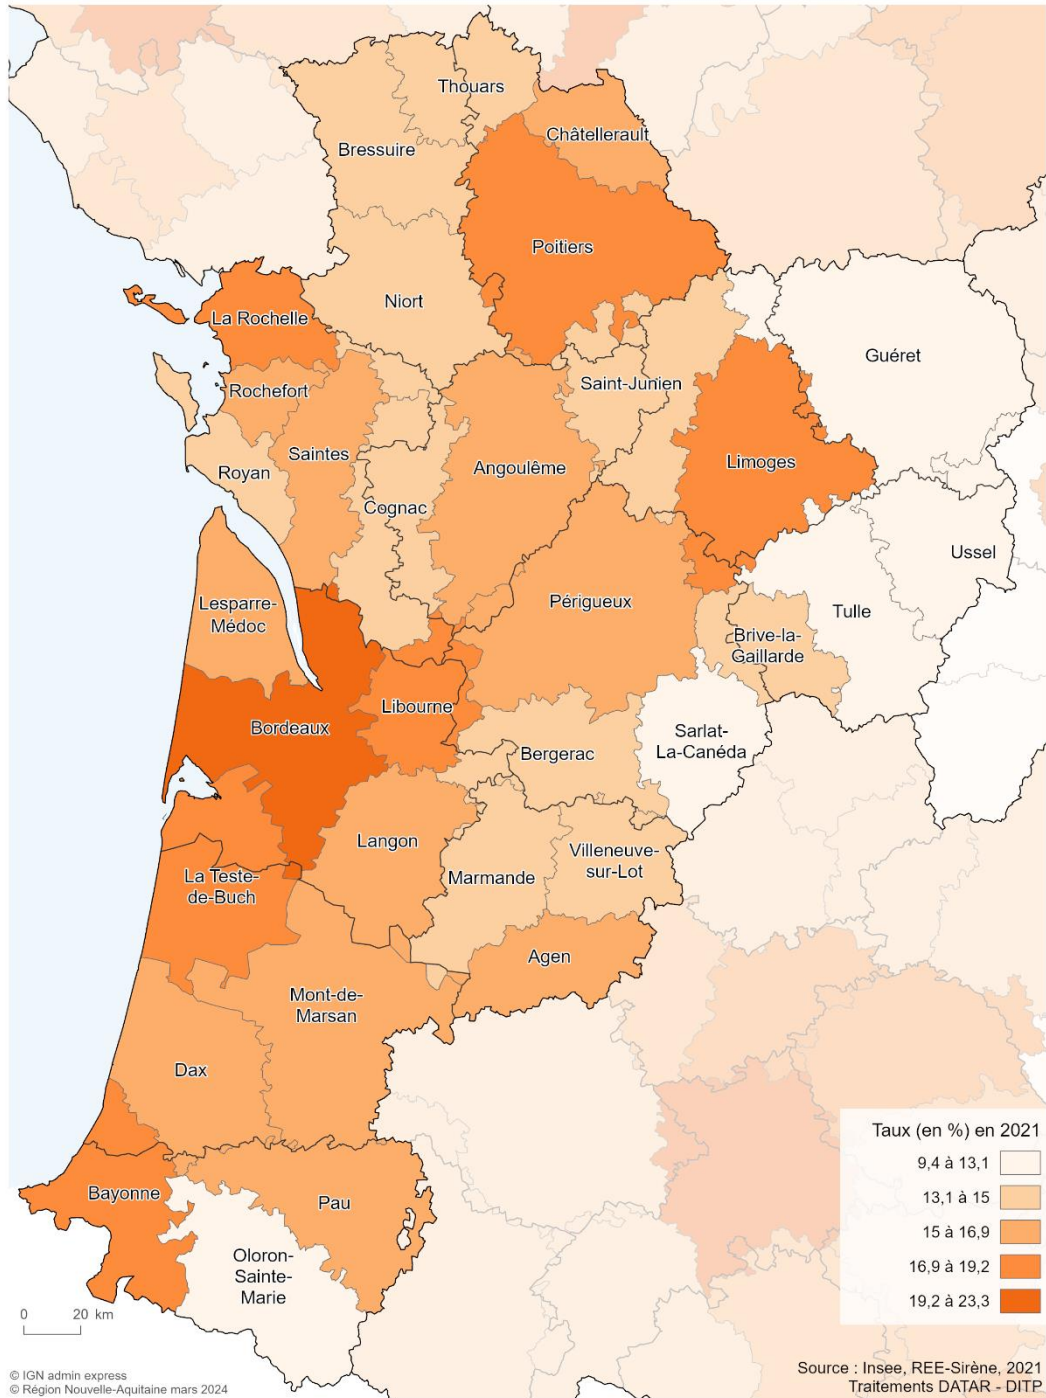 Thouars
Châtellerault
Bressuire
Poitiers
Niort
La Rochelle
Guéret
Saint-Junien
Rochefort
Saintes
Limoges
Angoulême
Royan
Cognac
Ussel
Périgueux
Lesparre-
Médoc
Tulle
Brive-la-
Gaillarde
Libourne
Bordeaux
Sarlat-
La-Canéda
Bergerac
Langon
Villeneuve-
sur-Lot
Marmande
La Teste-
de-Buch
Agen
Mont-de-
Marsan
Dax
Bayonne
Pau
Oloron-
Sainte-
Marie
Taux (en %) en 2021
9,4 à 13,1
13,1 à 15
15 à 16,9
16,9 à 19,2
19,2 à 23,3
0 20 km
© IGN admin express
© Région Nouvelle-Aquitaine mars 2024
Source : Insee, REE-Sirène, 2021
Traitements DATAR - DITP